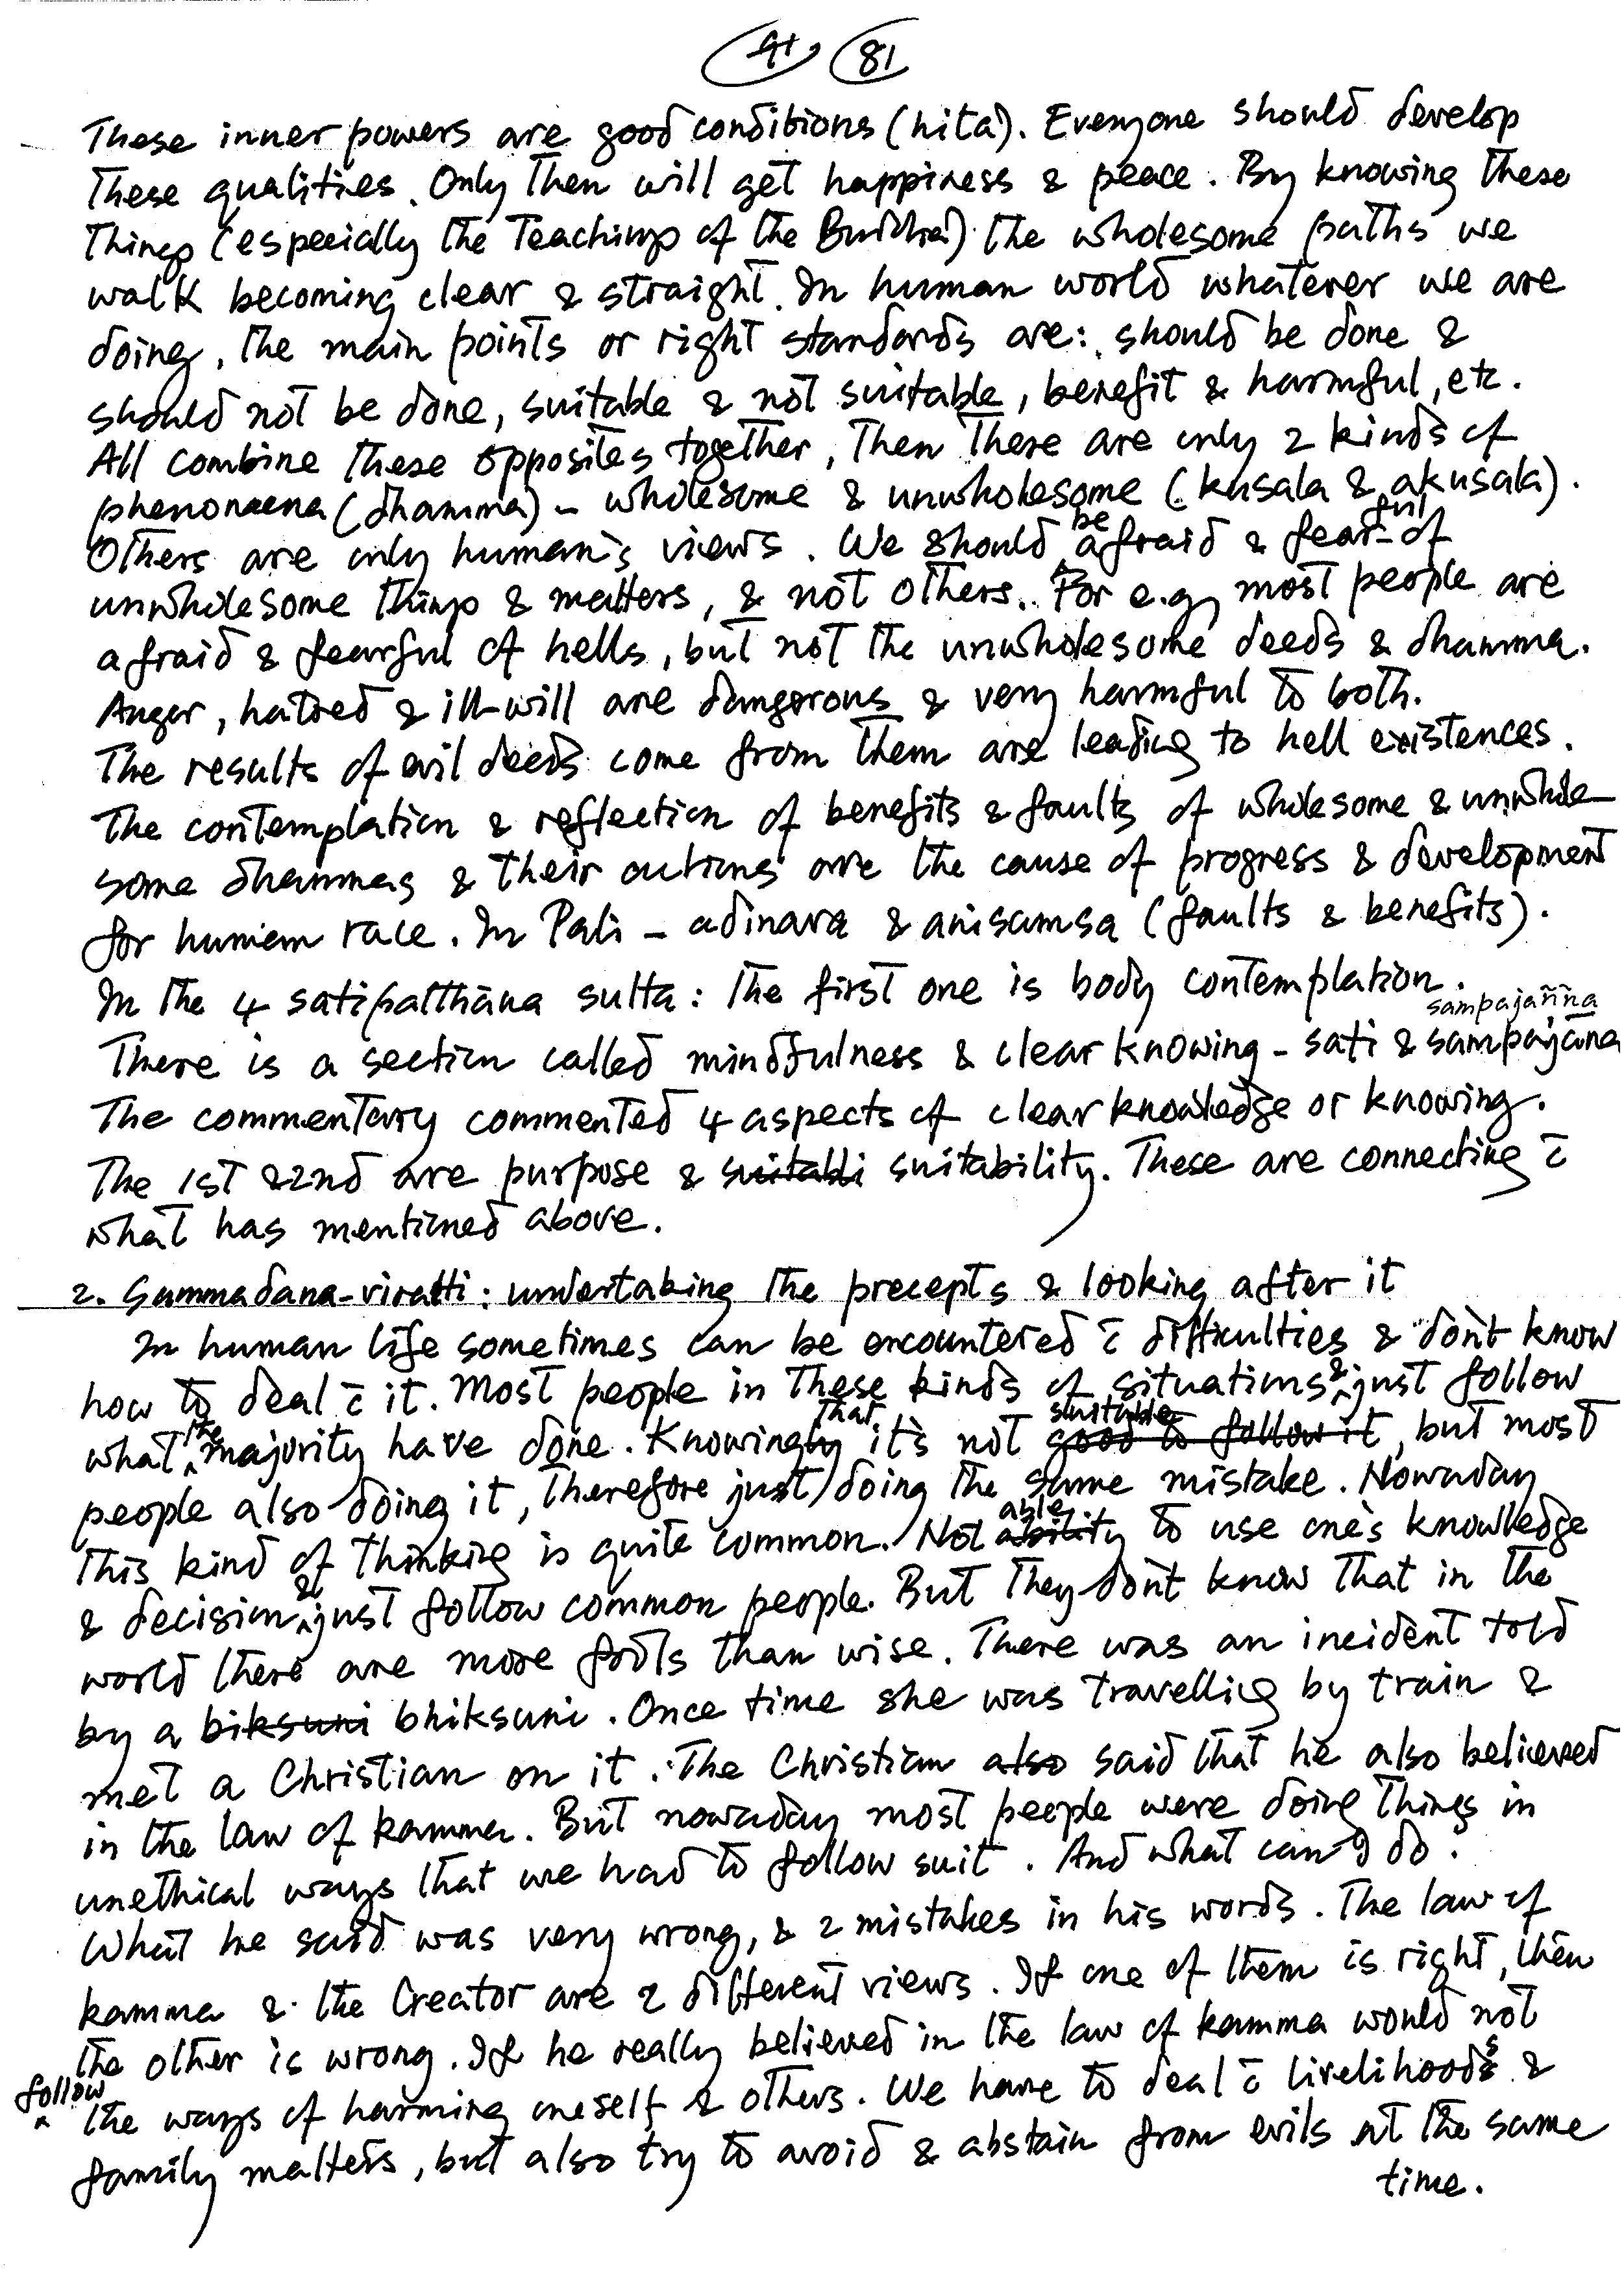 91, 81
These inner powers are good conditions (hita). Everyone should develop
these qualities. Only then will get happiness & peace. By knowing these
things (especially the Teachings of the Buddha) the wholesome paths we
walk becoming clear & straight. In human world whatever we are
doing, the main points or right standards are: should be done &
should not be done, suitable & not suitable, benefit & harmful, etc.
All combine these opposites together, then there are only 2 kinds of
phenomena (dhamma) – wholesome & unwholesome (kusala & akusala).
Others are only human's views. We should be afraid & fearful of
unwholesome things & matters, & not others. For e.g, most people are
afraid & fearful of hells, but not the unwholesome deeds & dhamma.
Anger, hatred & ill-will are dangerous & very harmful to both.
The results of evil deeds come from them are leading to hell existences.
The contemplation & reflection of benefits & faults of wholesome & unwhole-
some dhammas & their actions are the cause of progress & development
for human race. In Pali – adinava & anisamsa (faults & benefits).
In the 4 satipatthāna sutta: the first one is body contemplation.
sampajañña
There is a section called mindfulness & clear knowing – sati & sampajāna
The commentary commented 4 aspects of clear knowledge or knowing.
The 1st & 2nd are purpose & suitabli suitability. These are connecting c̄
what has mentioned above.
2. Summadana-viratti: undertaking the precepts & looking after it
In human life sometimes can be encountered c̄ difficulties & don't know
how to deal c̄ it. Most people in these kinds of situations & just follow
what the majority have done. Knowingly that it's not good to follow it suitable, but most
people also doing it, therefore just doing the same mistake. Nowaday
this kind of thinking is quite common. Not ability able to use one's knowledge
& decision & just follow common people. But they don't know that in the
world there are more fools than wise. There was an incident told
by a biksuni bhiksuni. Once time she was travelling by train &
met a Christian on it. The Christian also said that he also believed
in the law of kamma. But nowaday most people were doing things in
unethical ways that we had to follow suit. And what can I do.
What he said was very wrong, & 2 mistakes in his words. The law of
kamma & the Creator are 2 different views. If one of them is right, then
the other is wrong. If he really believed in the law of kamma would not
follow the ways of harming oneself & others. We have to deal c̄ livelihoods &
family matters, but also try to avoid & abstain from evils at the same
time.